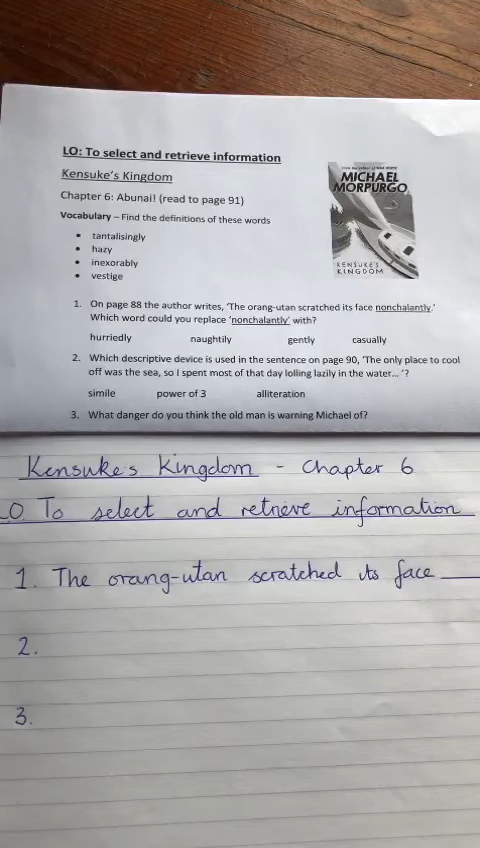 LO: To select and retrieve information
Kensuke's Kingdom
Chapter 6: Abunai! (read to page 91)
Vocabulary – Find the definitions of these words
• tantalisingly
• hazy
• inexorably
• vestige
MICHAEL
MORPURGO
KENSUKE'S
KINGDOM
1. On page 88 the author writes, 'The orang-utan scratched its face nonchalantly.'
Which word could you replace 'nonchalantly' with?
hurriedly naughtily gently casually
2. Which descriptive device is used in the sentence on page 90, 'The only place to cool
off was the sea, so I spent most of that day lolling lazily in the water... '?
simile power of 3 alliteration
3. What danger do you think the old man is warning Michael of?
Kensuke's Kingdom - Chapter 6
O. To select and retrieve information
1. The orang-utan scratched its face
2.
3.